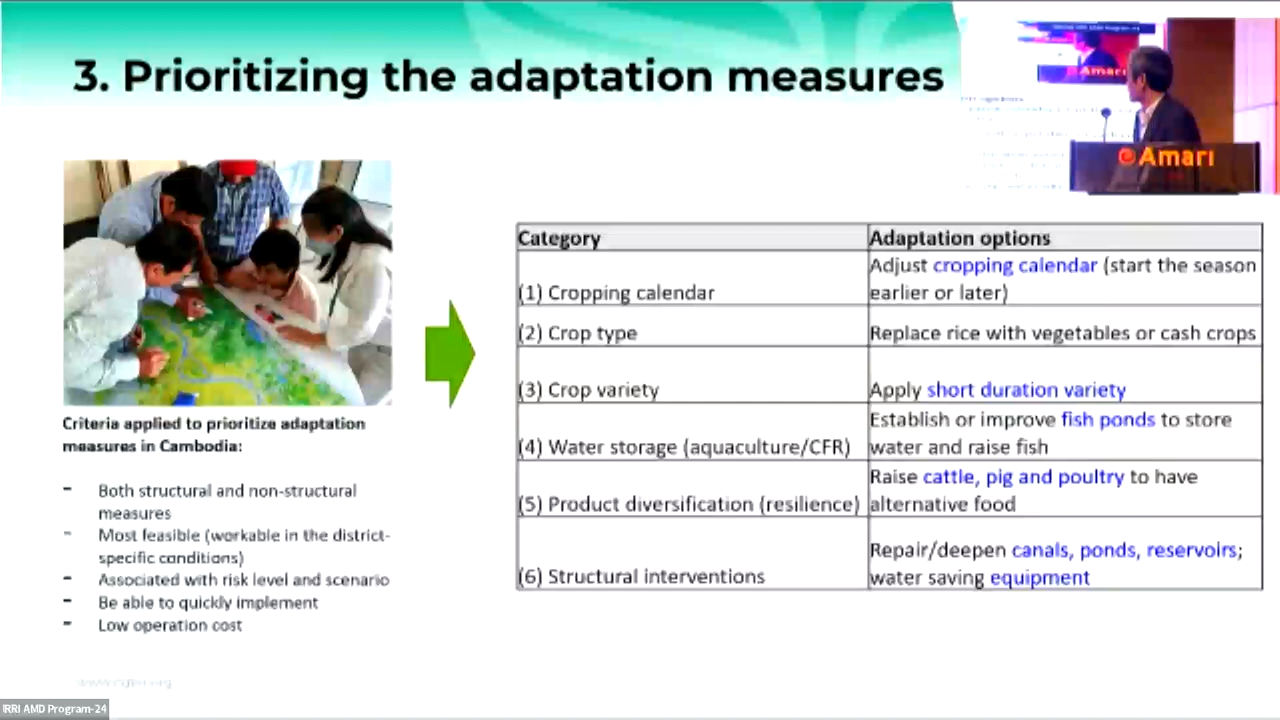 3. Prioritizing the adaptation measures
Amari
Amari
Criteria applied to prioritize adaptation
measures in Cambodia:
- Both structural and non-structural
measures
- Most feasible (workable in the district-
specific conditions)
- Associated with risk level and scenario
- Be able to quickly implement
- Low operation cost
Category Adaptation options
(1) Cropping calendar Adjust cropping calendar (start the season
earlier or later)
(2) Crop type Replace rice with vegetables or cash crops
(3) Crop variety Apply short duration variety
(4) Water storage (aquaculture/CFR) Establish or improve fish ponds to store
water and raise fish
(5) Product diversification (resilience) Raise cattle, pig and poultry to have
alternative food
(6) Structural interventions Repair/deepen canals, ponds, reservoirs;
water saving equipment
IRRI AMD Program-24